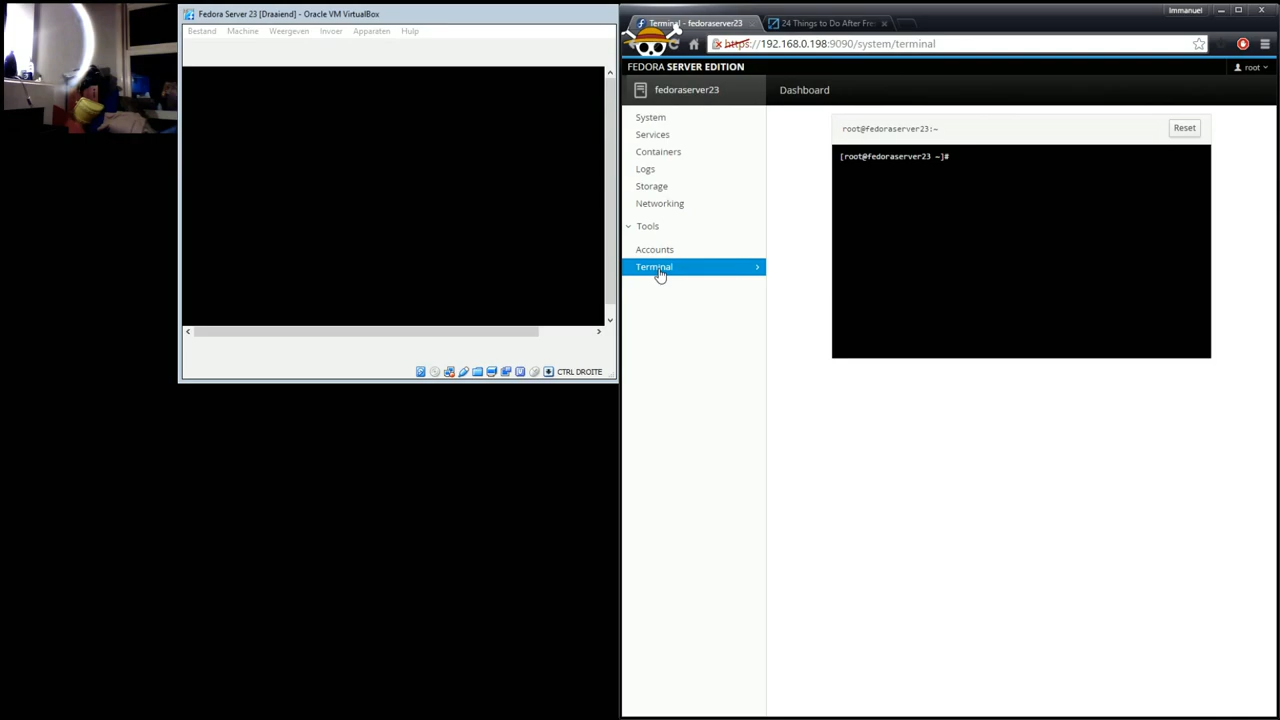 Fedora Server 23 [Draaiend] - Oracle VM VirtualBox
Bestand Machine Weergeven Invoer Apparaten Help
CTRL DROITE
Immanuel
Terminal - fedoraserver23
24 Things to Do After Fre
https://192.168.0.198:9090/system/terminal
FEDORA SERVER EDITION
root
fedoraserver23
Dashboard
System
Services
Containers
Logs
Storage
Networking
Tools
Accounts
Terminal
root@fedoraserver23:~
Reset
[root@fedoraserver23 ~]#